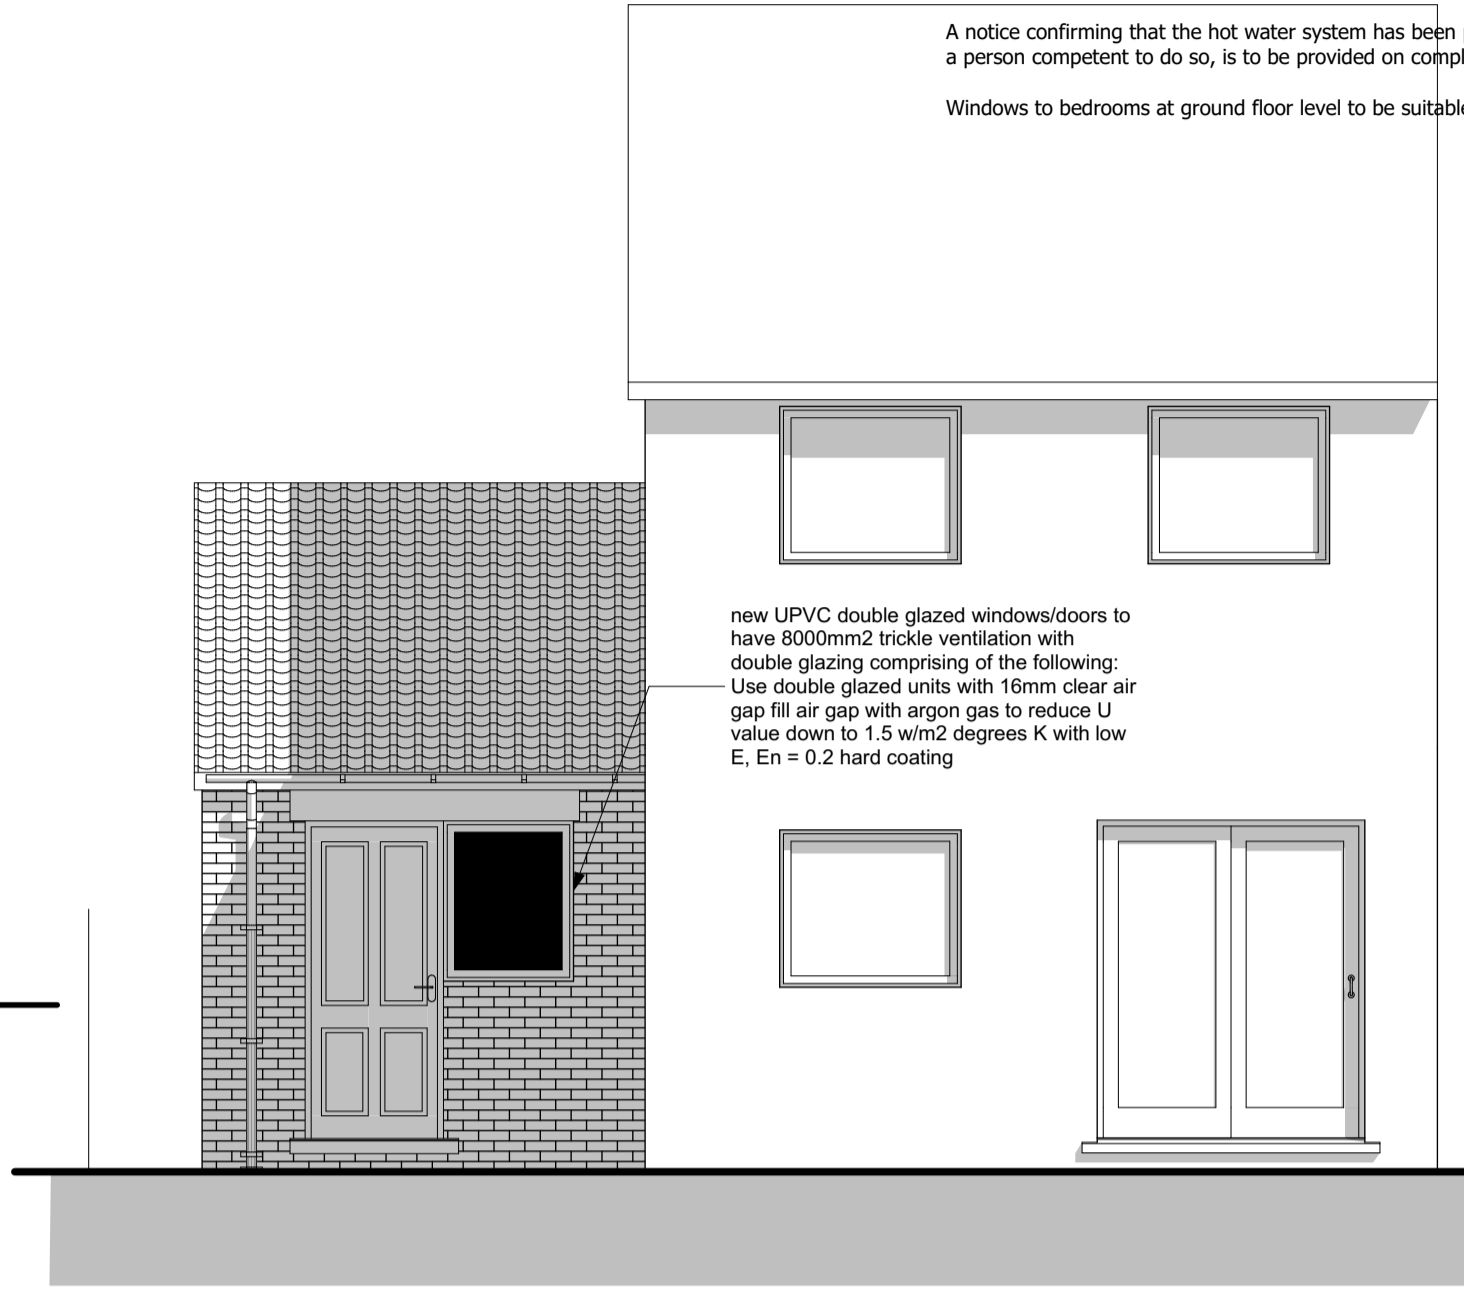 A notice confirming that the hot water system has been
a person competent to do so, is to be provided on
Windows to bedrooms at ground floor level to be
new UPVC double glazed windows/doors to
have 8000mm2 trickle ventilation with
double glazing comprising of the following:
Use double glazed units with 16mm clear air
gap fill air gap with argon gas to reduce U
value down to 1.5 w/m2 degrees K with low
E, En = 0.2 hard coating